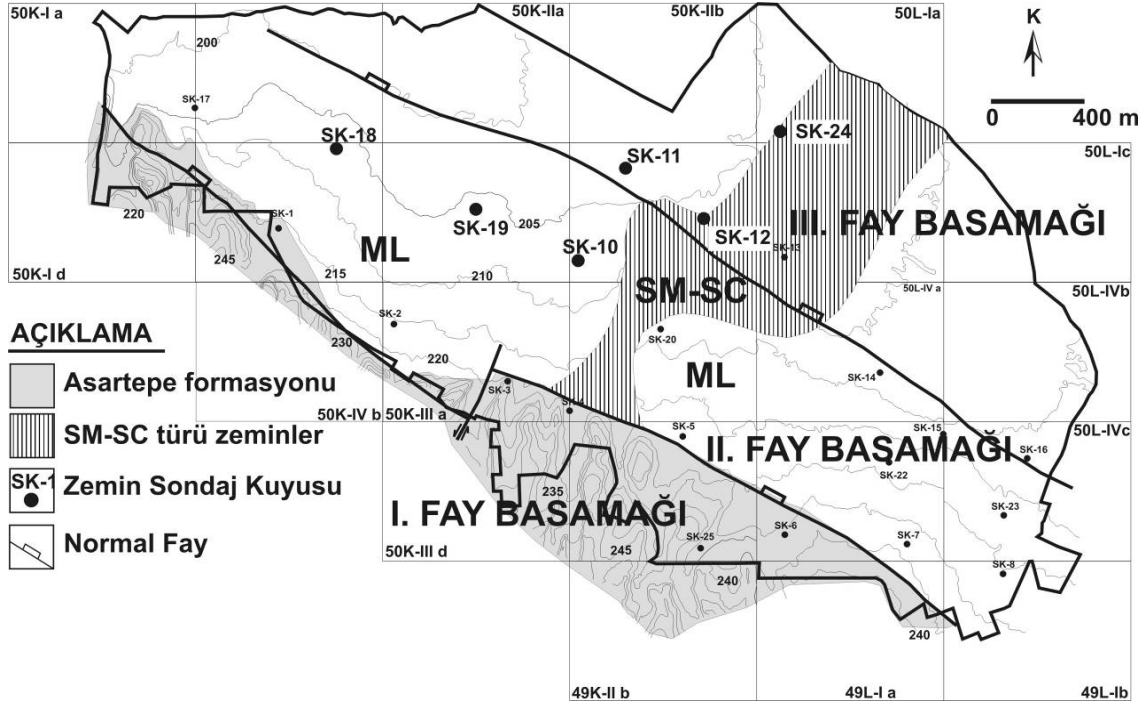 50K-I a
50K-IIa
50K-IIb
50L-Ia
K
200
SK-17
0 400 m
SK-18
SK-24
50L-Ic
SK-11
220
SK-1
SK-19
205
SK-12
III. FAY BASAMAĞI
245
ML
SK-10
SK-13
50K-I d
215
210
SM-SC
50L-IV a
50L-IVb
AÇIKLAMA
SK-2
230
SK-20
Asartepe formasyonu
220
SK-3
ML
SK-14
SK-4
50K-IV b
50K-III a
50L-IVc
SM-SC türü zeminler
SK-5
SK-15
II. FAY BASAMAĞI
SK-16
SK-22
SK-1
Zemin Sondaj Kuyusu
235
I. FAY BASAMAĞI
SK-23
Normal Fay
SK-25
SK-6
SK-7
50K-III d
245
SK-8
240
240
49K-II b
49L-I a
49L-Ib